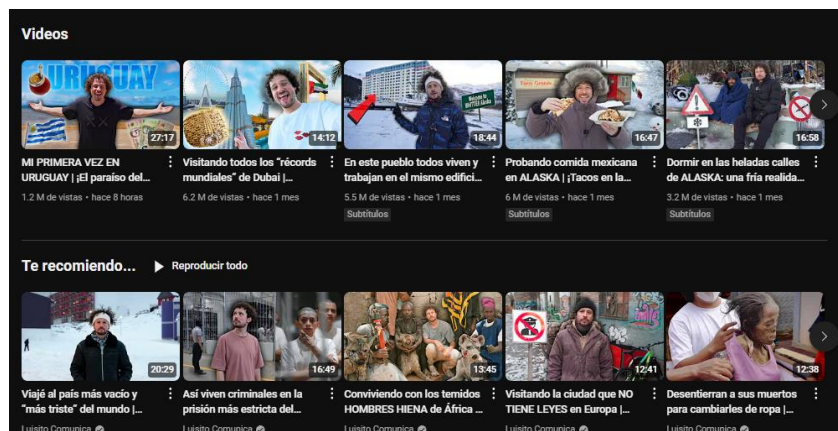 Videos
URUGUAY
27:17
14:12
18:44
16:47
16:58
MI PRIMERA VEZ EN
URUGUAY | ¡El paraíso del...
1.2 M de vistas • hace 8 horas
Visitando todos los "récords
mundiales" de Dubai |...
6.2 M de vistas • hace 1 mes
En este pueblo todos viven y
trabajan en el mismo edifici...
5.5 M de vistas • hace 1 mes
Subtítulos
Probando comida mexicana
en ALASKA | ¡Tacos en la...
6 M de vistas • hace 1 mes
Subtítulos
Dormir en las heladas calles
de ALASKA: una fría realida...
3.2 M de vistas • hace 1 mes
Subtítulos
Te recomiendo...
Reproducir todo
20:29
16:49
13:45
12:41
12:38
Viajé al país más vacío y
"más triste" del mundo |...
Luisito Comunica
Así viven criminales en la
prisión más estricta del...
Luisito Comunica
Conviviendo con los temidos
HOMBRES HIENA de África ...
Luisito Comunica
Visitando la ciudad que NO
TIENE LEYES en Europa |...
Luisito Comunica
Desentierran a sus muertos
para cambiarles de ropa |...
Luisito Comunica